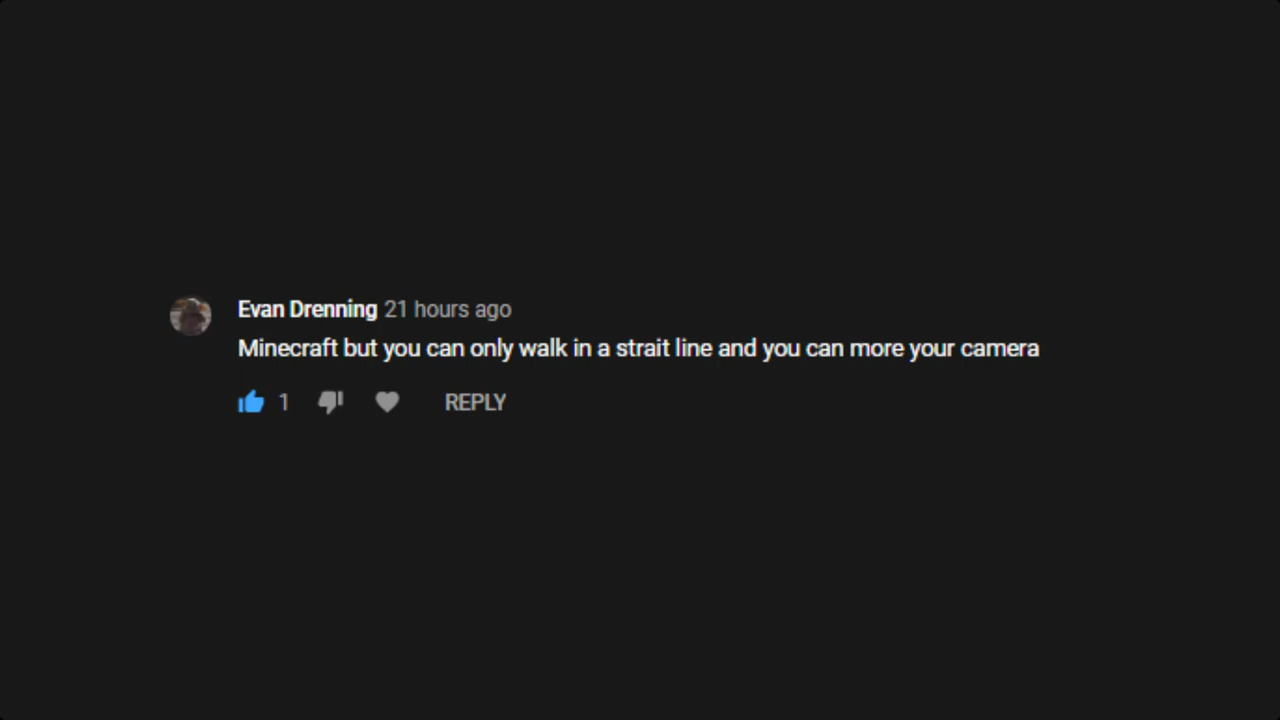 Evan Drenning 21 hours ago
Minecraft but you can only walk in a strait line and you can more your camera
1 REPLY